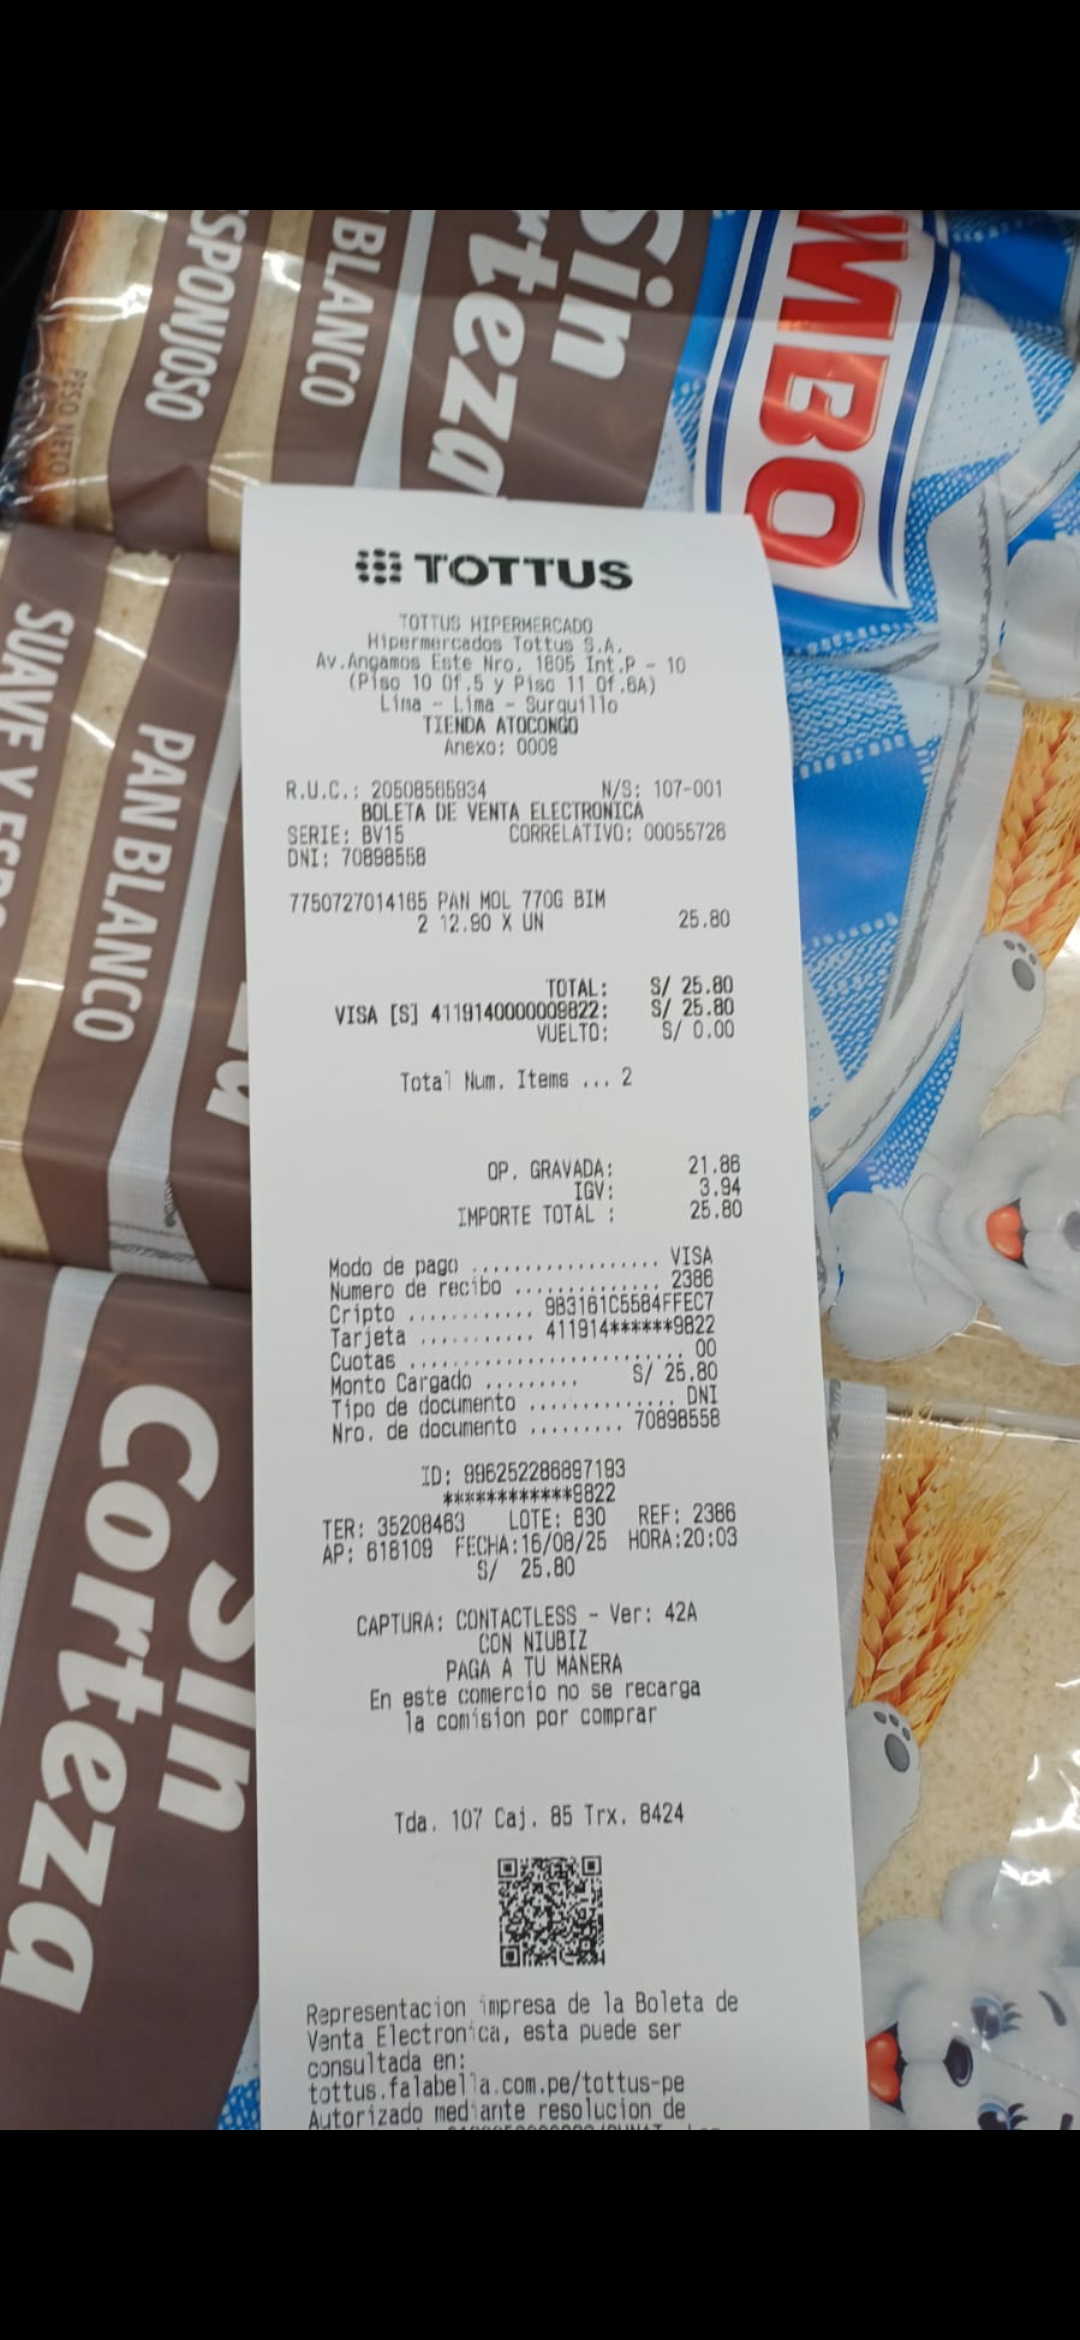 SPONJOSO
BLANCO
Sin
rteza
MBO
PESO NETO
SUAVE Y ESPO
PAN BLANCO
Sin
Corteza
TOTTUS
TOTTUS HIPERMERCADO
Hipermercados Tottus S.A.
Av.Angamos Este Nro. 1805 Int.P - 10
(Piso 10 Of.5 y Piso 11 Of.6A)
Lima - Lima - Surquillo
TIENDA ATOCONGO
Anexo: 0009
R.U.C.: 20508565934 N/S: 107-001
BOLETA DE VENTA ELECTRONICA
SERIE: BV15 CORRELATIVO: 00055726
DNI: 70898558
7750727014165 PAN MOL 770G BIM
2 12.90 X UN 25.80
TOTAL: S/ 25.80
VISA [S] 4119140000009822: S/ 25.80
VUELTO: S/ 0.00
Total Num. Items ... 2
OP. GRAVADA: 21.86
IGV: 3.94
IMPORTE TOTAL : 25.80
Modo de pago ................... VISA
Numero de recibo ............... 2386
Cripto ............ 9B3161C5584FFEC7
Tarjeta ........... 411914******9822
Cuotas ............................ 00
Monto Cargado ......... S/ 25.80
Tipo de documento ............... DNI
Nro. de documento ......... 70898558
ID: 996252286897193
************9822
TER: 35208463 LOTE: 830 REF: 2386
AP: 618109 FECHA:16/08/25 HORA:20:03
S/ 25.80
CAPTURA: CONTACTLESS - Ver: 42A
CON NIUBIZ
PAGA A TU MANERA
En este comercio no se recarga
la comision por comprar
Tda. 107 Caj. 85 Trx. 8424
Representacion impresa de la Boleta de
Venta Electronica, esta puede ser
consultada en:
tottus.falabella.com.pe/tottus-pe
Autorizado mediante resolucion de